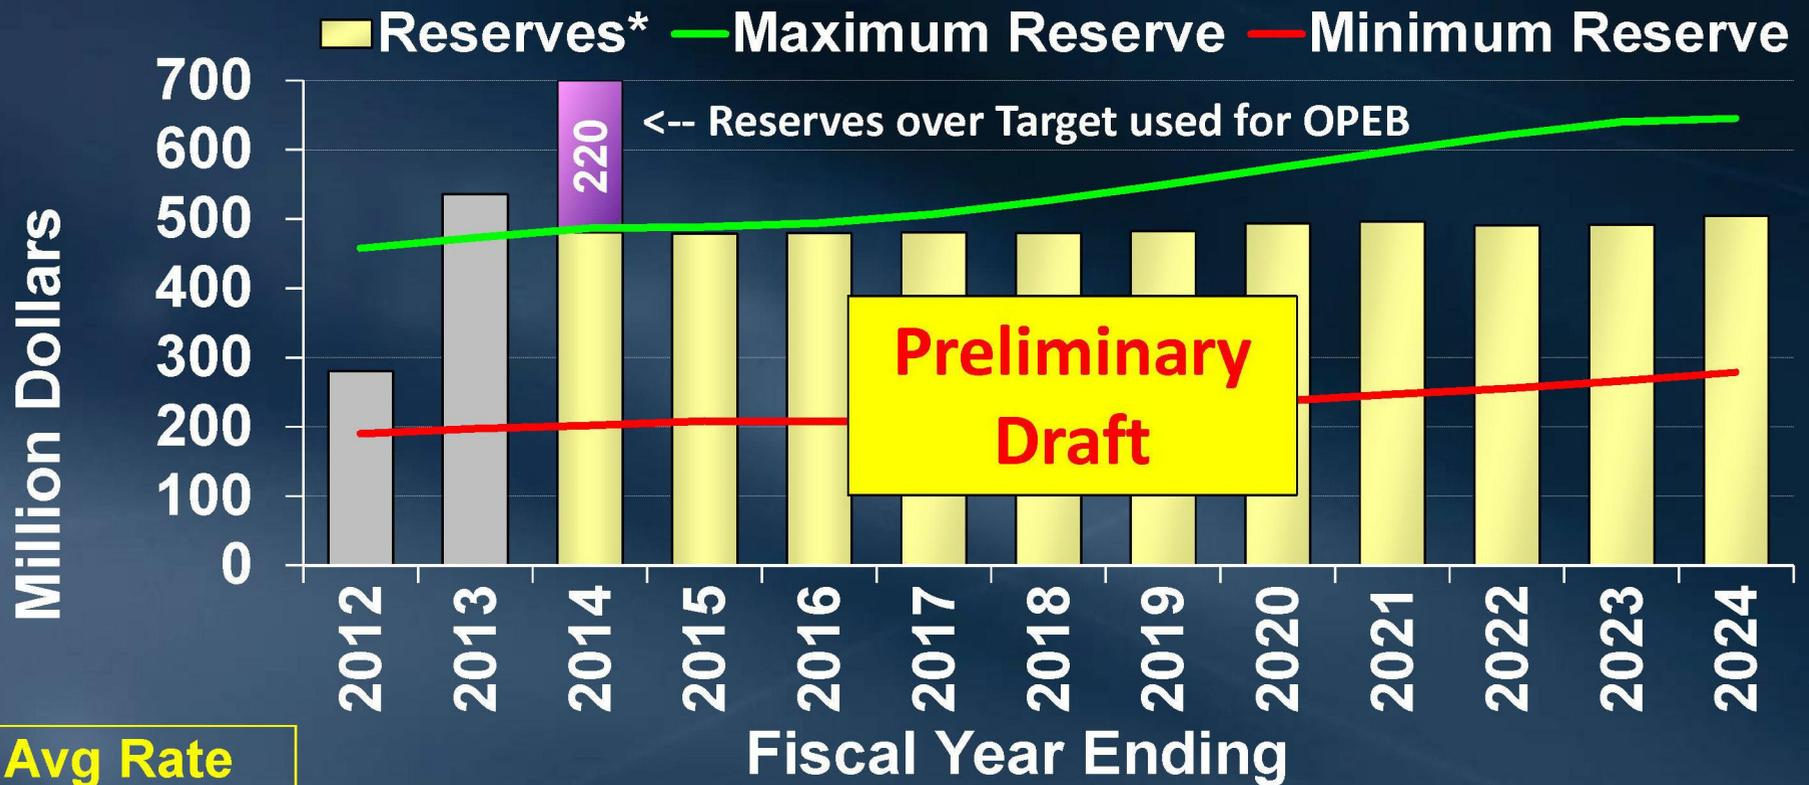 Reserves* Maximum Reserve Minimum Reserve
700
600
500
400
300
200
100
0
Million Dollars
220
<-- Reserves over Target used for OPEB
Preliminary
Draft
2012 2013 2014 2015 2016 2017 2018 2019 2020 2021 2022 2023 2024
Fiscal Year Ending
Avg Rate